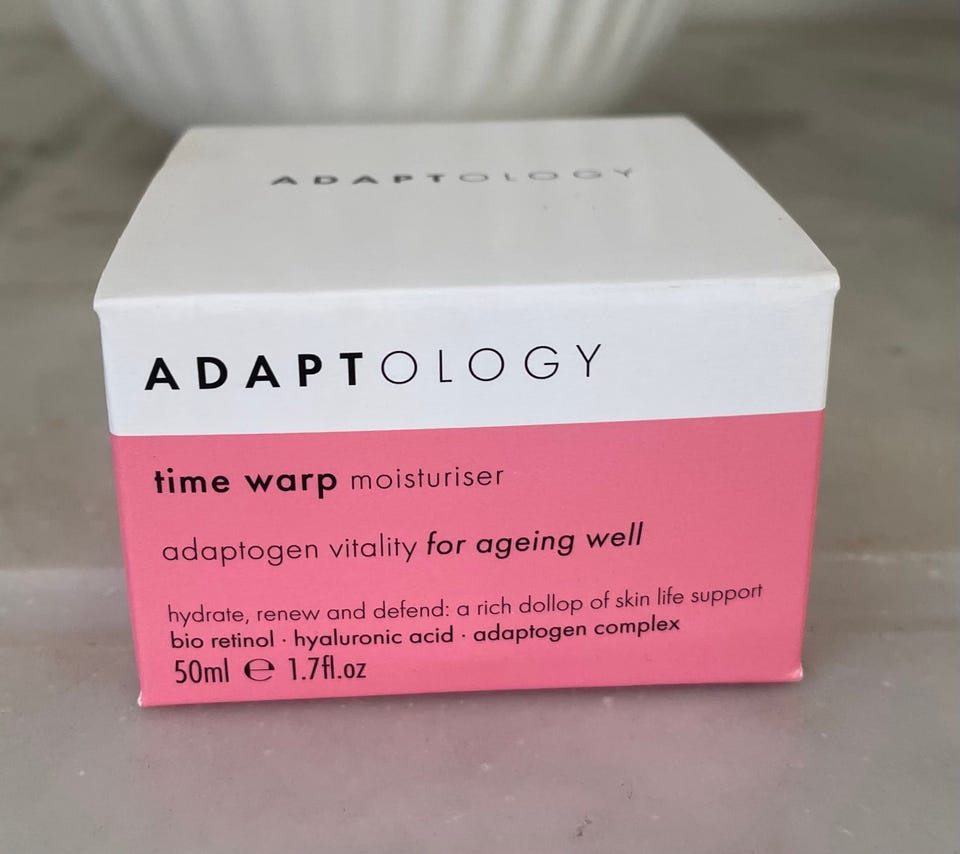 ADAPTOLOGY
ADAPTOLOGY
time warp moisturiser
adaptogen vitality for ageing well
hydrate, renew and defend: a rich dollop of skin life support
bio retinol · hyaluronic acid · adaptogen complex
50ml ℮ 1.7fl.oz